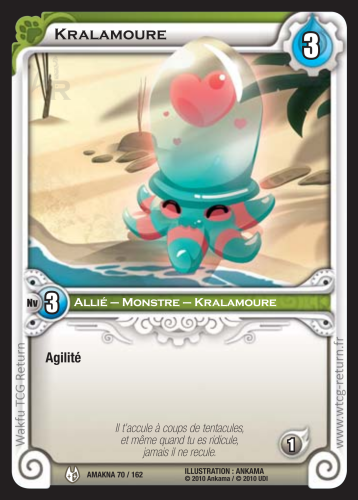 KRALAMOURE
3
Nv 3 ALLIÉ – MONSTRE – KRALAMOURE
Agilité
Il t'accule à coups de tentacules,
et même quand tu es ridicule,
jamais il ne recule.
1
AMAKNA 70 / 162
ILLUSTRATION : ANKAMA
© 2010 Ankama / © 2010 UDI
Wakfu TCG Return
www.wtcg-return.fr